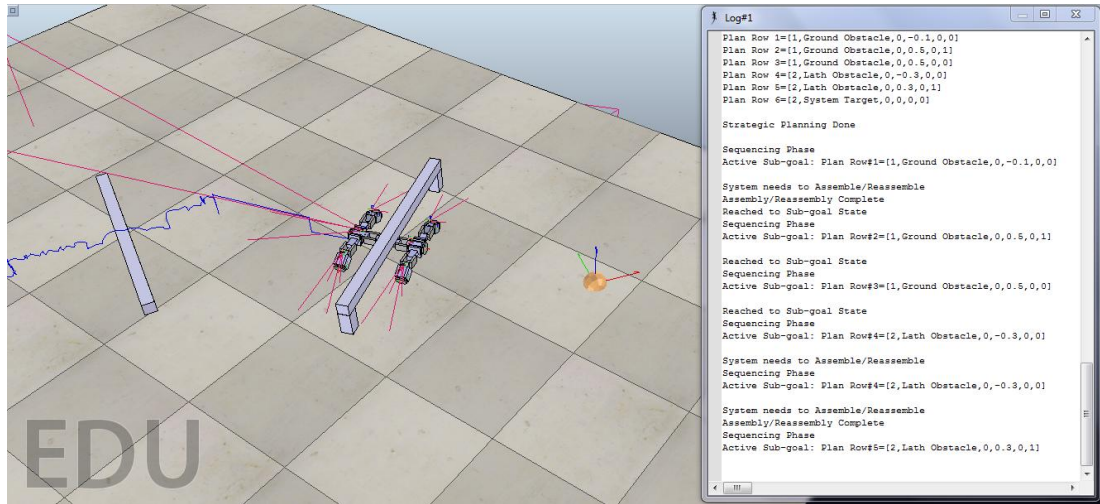 Log#1
Plan Row 1=[1,Ground Obstacle,0,-0.1,0,0]
Plan Row 2=[1,Ground Obstacle,0,0.5,0,1]
Plan Row 3=[1,Ground Obstacle,0,0.5,0,0]
Plan Row 4=[2,Lath Obstacle,0,-0.3,0,0]
Plan Row 5=[2,Lath Obstacle,0,0.3,0,1]
Plan Row 6=[2,System Target,0,0,0,0]
Strategic Planning Done
Sequencing Phase
Active Sub-goal: Plan Row#1=[1,Ground Obstacle,0,-0.1,0,0]
System needs to Assemble/Reassemble
Assembly/Reassembly Complete
Reached to Sub-goal State
Sequencing Phase
Active Sub-goal: Plan Row#2=[1,Ground Obstacle,0,0.5,0,1]
Reached to Sub-goal State
Sequencing Phase
Active Sub-goal: Plan Row#3=[1,Ground Obstacle,0,0.5,0,0]
Reached to Sub-goal State
Sequencing Phase
Active Sub-goal: Plan Row#4=[2,Lath Obstacle,0,-0.3,0,0]
System needs to Assemble/Reassemble
Sequencing Phase
Active Sub-goal: Plan Row#4=[2,Lath Obstacle,0,-0.3,0,0]
System needs to Assemble/Reassemble
Assembly/Reassembly Complete
Sequencing Phase
Active Sub-goal: Plan Row#5=[2,Lath Obstacle,0,0.3,0,1]
EDU